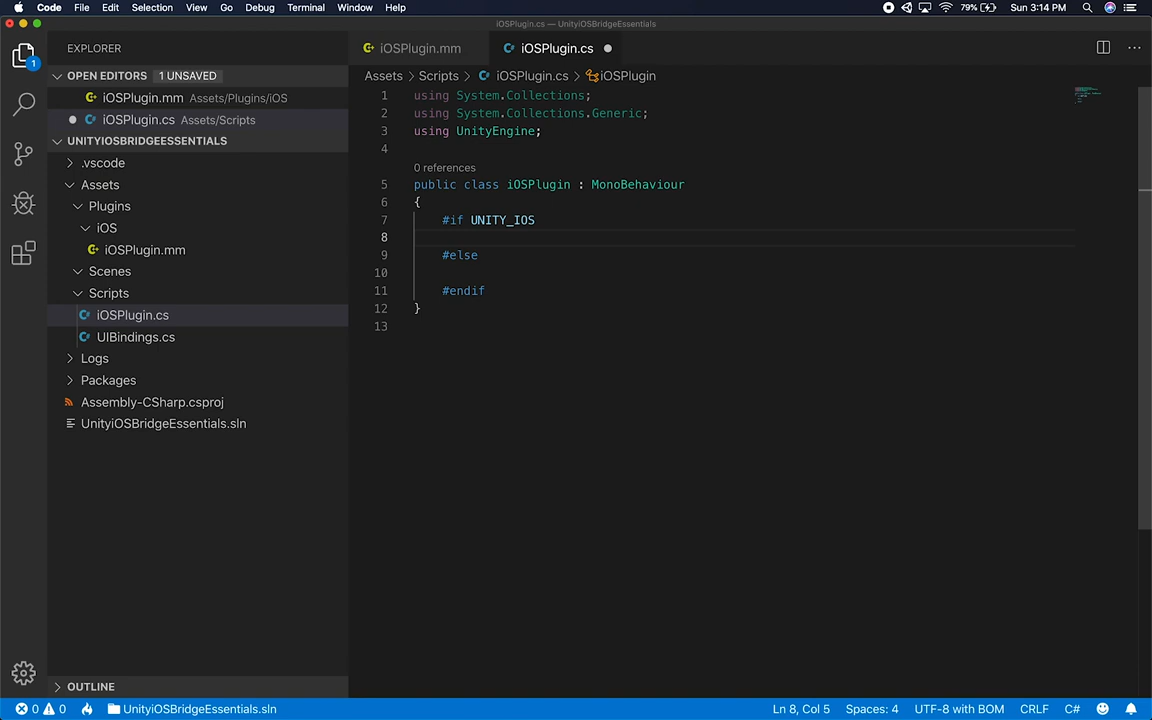 Code File Edit Selection View Go Debug Terminal Window Help 79% Sun 3:14 PM
iOSPlugin.cs — UnityiOSBridgeEssentials
EXPLORER
OPEN EDITORS 1 UNSAVED
iOSPlugin.mm Assets/Plugins/iOS
iOSPlugin.cs Assets/Scripts
UNITYIOSBRIDGEESSENTIALS
.vscode
Assets
Plugins
iOS
iOSPlugin.mm
Scenes
Scripts
iOSPlugin.cs
UIBindings.cs
Logs
Packages
Assembly-CSharp.csproj
UnityiOSBridgeEssentials.sln
OUTLINE
1
iOSPlugin.mm iOSPlugin.cs
Assets > Scripts > iOSPlugin.cs > iOSPlugin
1 using System.Collections;
2 using System.Collections.Generic;
3 using UnityEngine;
4
0 references
5 public class iOSPlugin : MonoBehaviour
6 {
7 #if UNITY_IOS
8
9 #else
10
11 #endif
12 }
13
0 0 UnityiOSBridgeEssentials.sln Ln 8, Col 5 Spaces: 4 UTF-8 with BOM CRLF C#